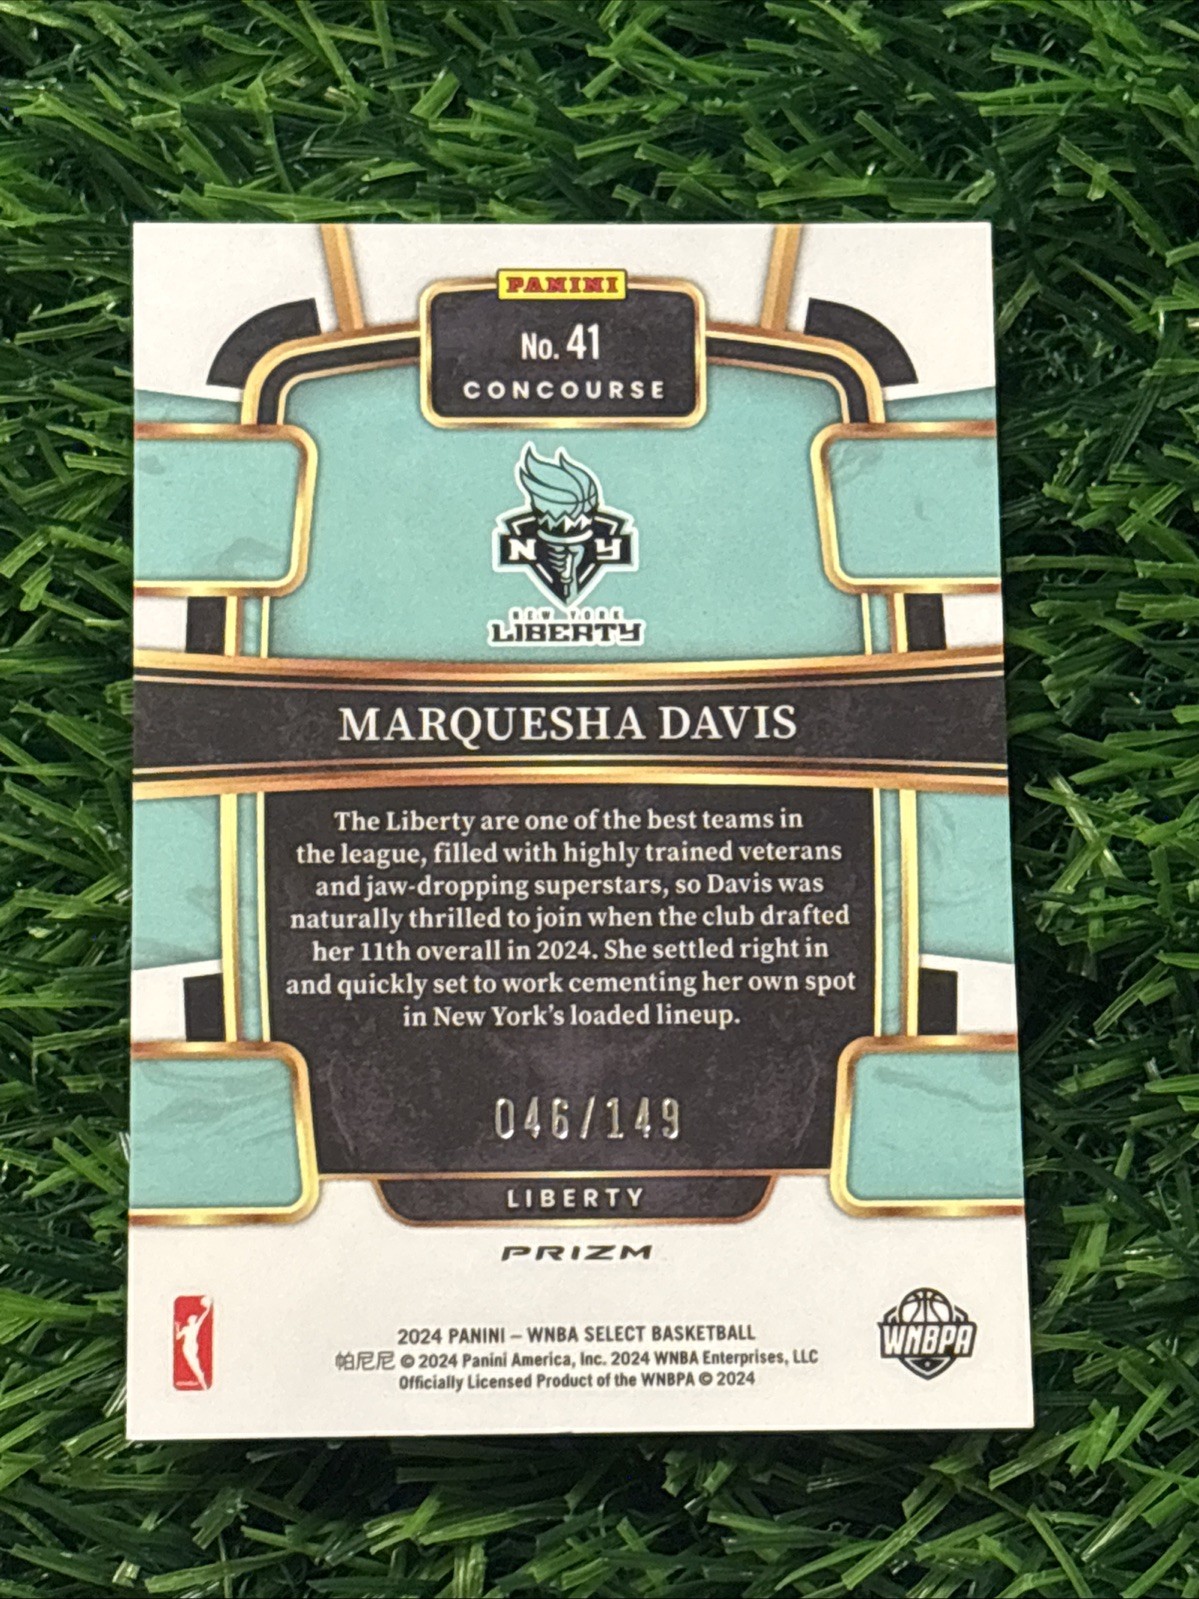 PANINI
No. 41
CONCOURSE
N Y
NEW YORK
LIBERTY
MARQUESHA DAVIS
The Liberty are one of the best teams in
the league, filled with highly trained veterans
and jaw-dropping superstars, so Davis was
naturally thrilled to join when the club drafted
her 11th overall in 2024. She settled right in
and quickly set to work cementing her own spot
in New York’s loaded lineup.
046/149
LIBERTY
PRIZM
2024 PANINI – WNBA SELECT BASKETBALL
帕尼尼 © 2024 Panini America, Inc. 2024 WNBA Enterprises, LLC
Officially Licensed Product of the WNBPA © 2024
WNBPA